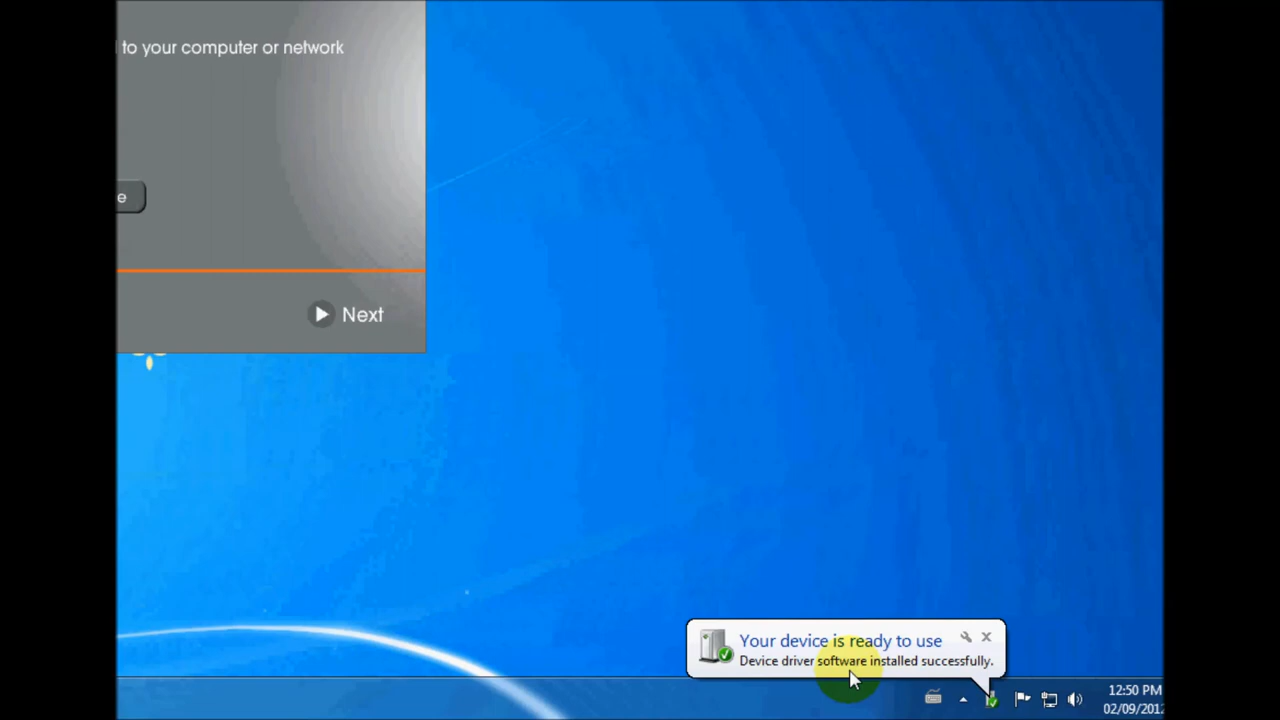 to your computer or network
e
Next
Your device is ready to use
Device driver software installed successfully.
12:50 PM
02/09/2012